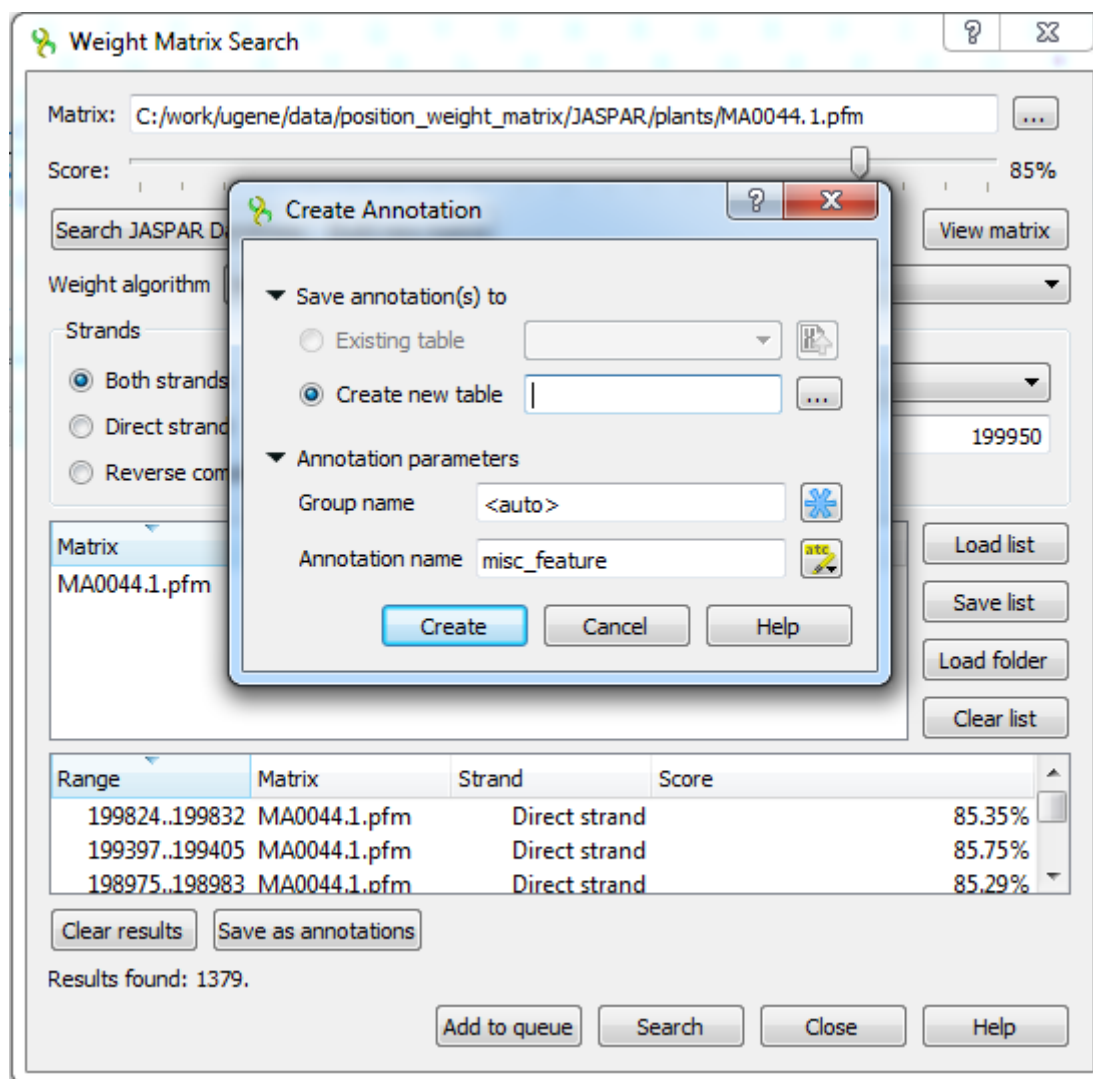 Weight Matrix Search
Matrix: C:/work/ugene/data/position_weight_matrix/JASPAR/plants/MA0044.1.pfm ...
Score: 85%
Search JASPAR View matrix
Weight algorithm
Strands
Both strands
Direct strand 199950
Reverse
Create Annotation
Save annotation(s) to
Existing table
Create new table ...
Annotation parameters
Group name <auto>
Annotation name misc_feature
Create Cancel Help
Matrix
MA0044.1.pfm
Load list
Save list
Load folder
Clear list
Range Matrix Strand Score
199824..199832 MA0044.1.pfm Direct strand 85.35%
199397..199405 MA0044.1.pfm Direct strand 85.75%
198975..198983 MA0044.1.pfm Direct strand 85.29%
Clear results Save as annotations
Results found: 1379.
Add to queue Search Close Help